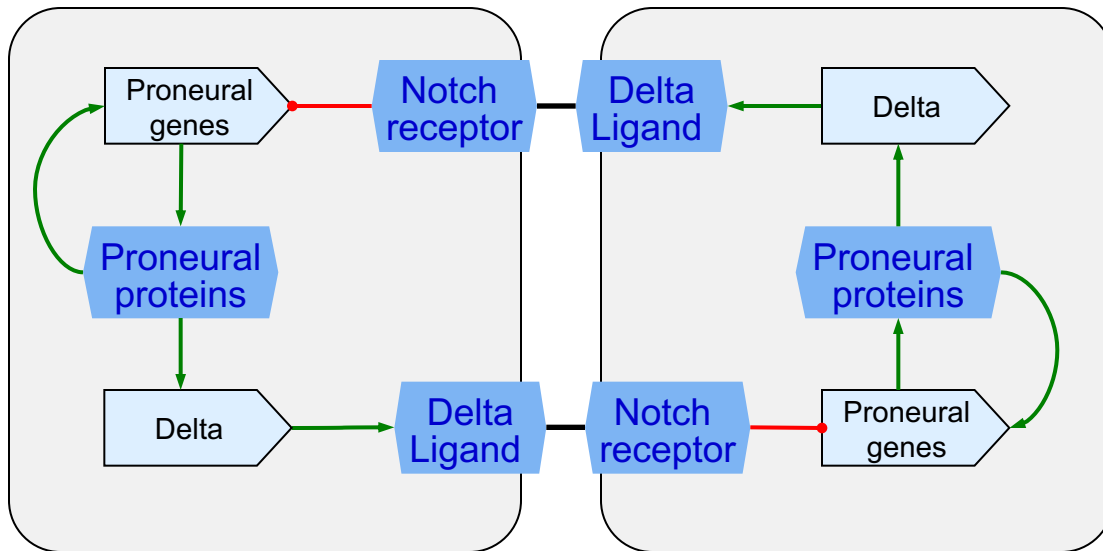 Proneural
genes
Notch
receptor
Delta
Ligand
Delta
Proneural
proteins
Proneural
proteins
Delta
Delta
Ligand
Notch
receptor
Proneural
genes